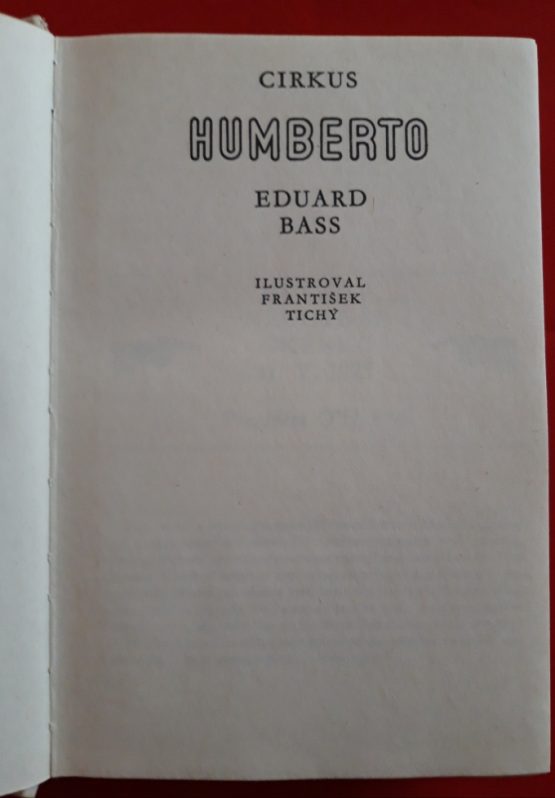 CIRKUS
HUMBERTO
EDUARD
BASS
ILUSTROVAL
FRANTIŠEK
TICHÝ